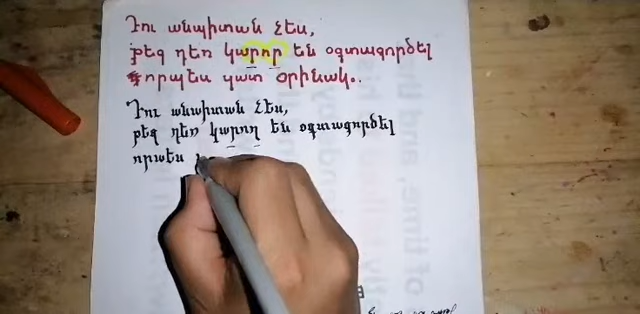 Դու անպիտան չես,
քեզ դեռ կարոր են օգտագործել
որպես վատ օրինակ..
Դու անպիտան չես,
քեզ դեռ կարող են օգտագործել
որպես